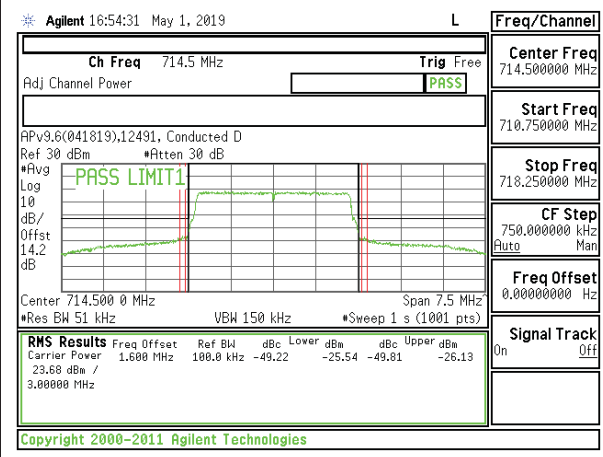 Agilent 16:54:31 May 1, 2019 L
Freq/Channel
Ch Freq 714.5 MHz Trig Free
Adj Channel Power PASS
Center Freq
714.500000 MHz
Start Freq
710.750000 MHz
Stop Freq
718.250000 MHz
CF Step
750.000000 kHz
Auto Man
Freq Offset
0.00000000 Hz
Signal Track
On Off
APv9.6(041819),12491, Conducted D
Ref 30 dBm #Atten 30 dB
#Avg
Log
10
dB/
Offst
14.2
dB
PASS LIMIT1
Center 714.500 0 MHz Span 7.5 MHz^
#Res BW 51 kHz VBW 150 kHz #Sweep 1 s (1001 pts)
RMS Results Freq Offset Ref BW dBc Lower dBm dBc Upper dBm
Carrier Power 1.600 MHz 100.0 kHz -49.22 -25.54 -49.81 -26.13
23.68 dBm /
3.00000 MHz
Copyright 2000-2011 Agilent Technologies